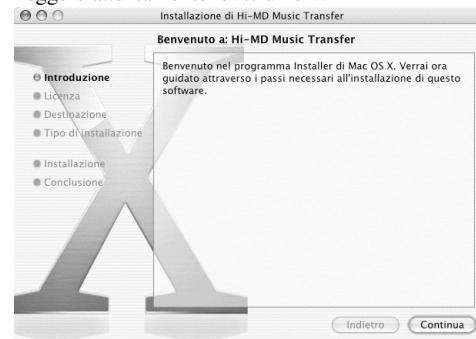 Installazione di Hi-MD Music Transfer
Benvenuto a: Hi-MD Music Transfer
Introduzione
Licenza
Destinazione
Tipo di installazione
Installazione
Conclusione
Benvenuto nel programma Installer di Mac OS X. Verrai ora
guidato attraverso i passi necessari all'installazione di questo
software.
Indietro
Continua